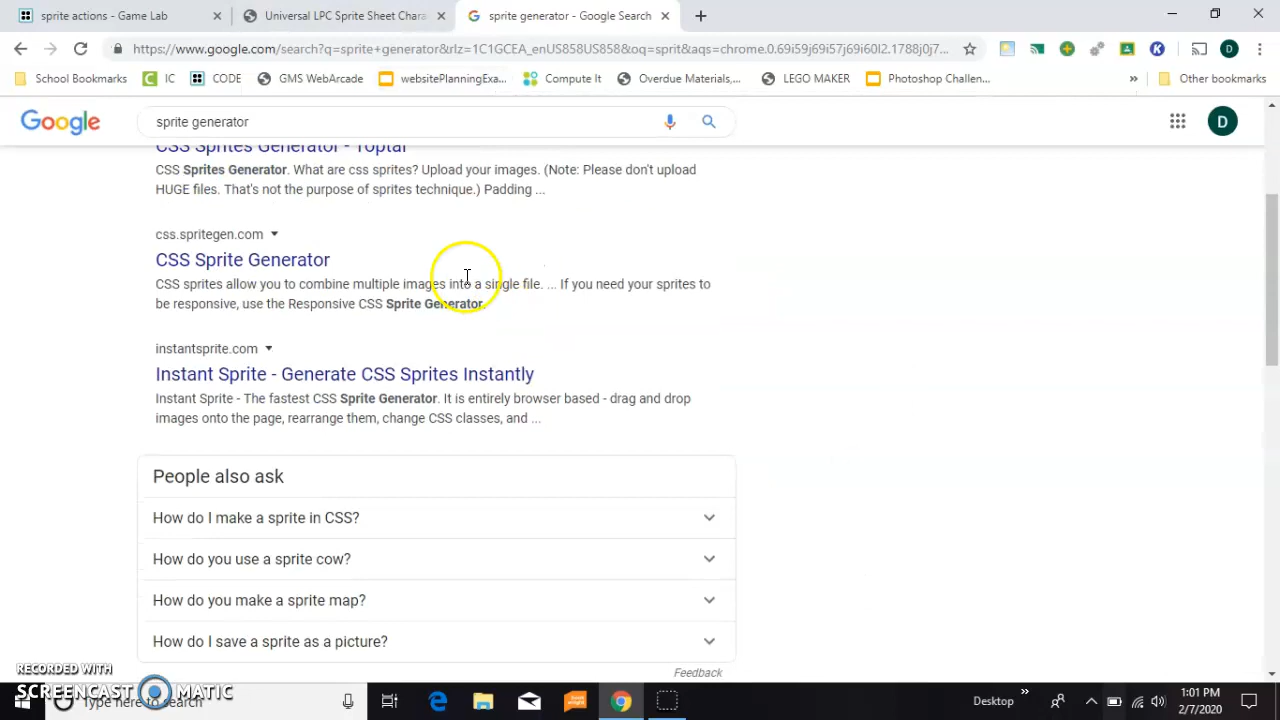 sprite actions - Game Lab
Universal LPC Sprite Sheet Chara
sprite generator - Google Search
https://www.google.com/search?q=sprite+generator&rlz=1C1GCEA_enUS858US858&oq=sprit&aqs=chrome.0.69i59j69i57j69i60l2.1788j0j7...
School Bookmarks
IC
CODE
GMS WebArcade
websitePlanningExa...
Compute It
Overdue Materials,...
LEGO MAKER
Photoshop Challen...
»
Other bookmarks
Google
sprite generator
D
CSS Sprites Generator - Toptal
CSS Sprites Generator. What are css sprites? Upload your images. (Note: Please don't upload
HUGE files. That's not the purpose of sprites technique.) Padding ...
css.spritegen.com
CSS Sprite Generator
CSS sprites allow you to combine multiple images into a single file. ... If you need your sprites to
be responsive, use the Responsive CSS Sprite Generator.
instantsprite.com
Instant Sprite - Generate CSS Sprites Instantly
Instant Sprite - The fastest CSS Sprite Generator. It is entirely browser based - drag and drop
images onto the page, rearrange them, change CSS classes, and ...
People also ask
How do I make a sprite in CSS?
How do you use a sprite cow?
How do you make a sprite map?
How do I save a sprite as a picture?
Feedback
RECORDED WITH
SCREENCAST MATIC
Type here to search
Desktop
»
1:01 PM
2/7/2020